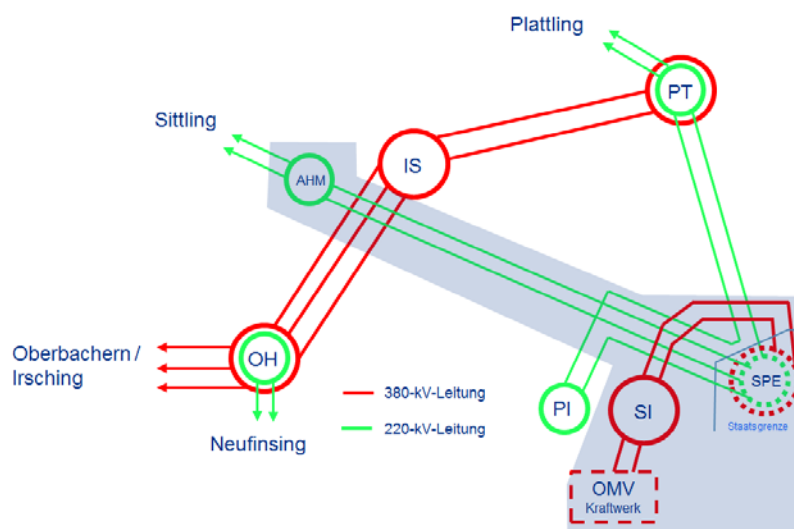 Plattling
PT
Sittling
IS
AHM
Oberbachern /
Irsching
OH
380-kV-Leitung
220-kV-Leitung
Neufinsing
PI
SI
SPE
Staatsgrenze
OMV
Kraftwerk